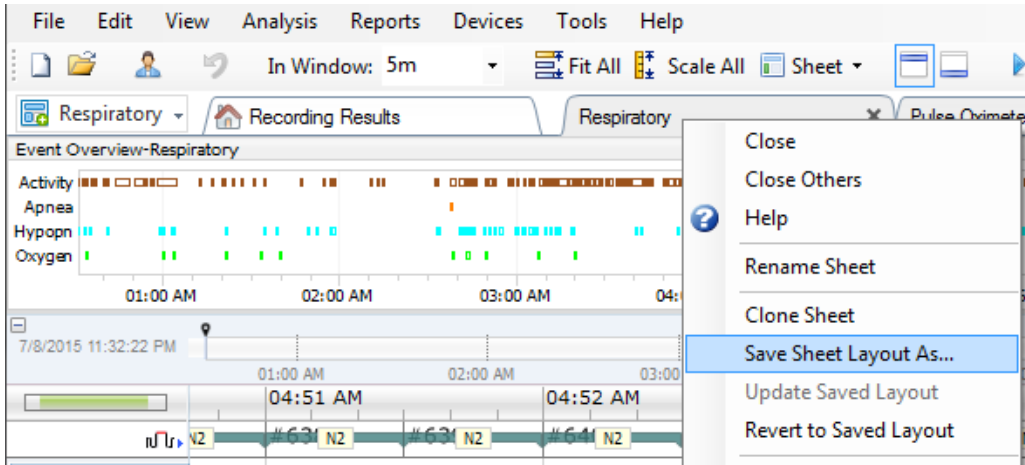 File Edit View Analysis Reports Devices Tools Help
In Window: 5m Fit All Scale All Sheet
Respiratory Recording Results Respiratory Pulse Oximete
Event Overview-Respiratory
Activity
Apnea
Hypopn
Oxygen
01:00 AM 02:00 AM 03:00 AM 04:
7/8/2015 11:32:22 PM
01:00 AM 02:00 AM 03:00
04:51 AM 04:52 AM
N2 N2 N2 N2
Close
Close Others
Help
Rename Sheet
Clone Sheet
Save Sheet Layout As...
Update Saved Layout
Revert to Saved Layout